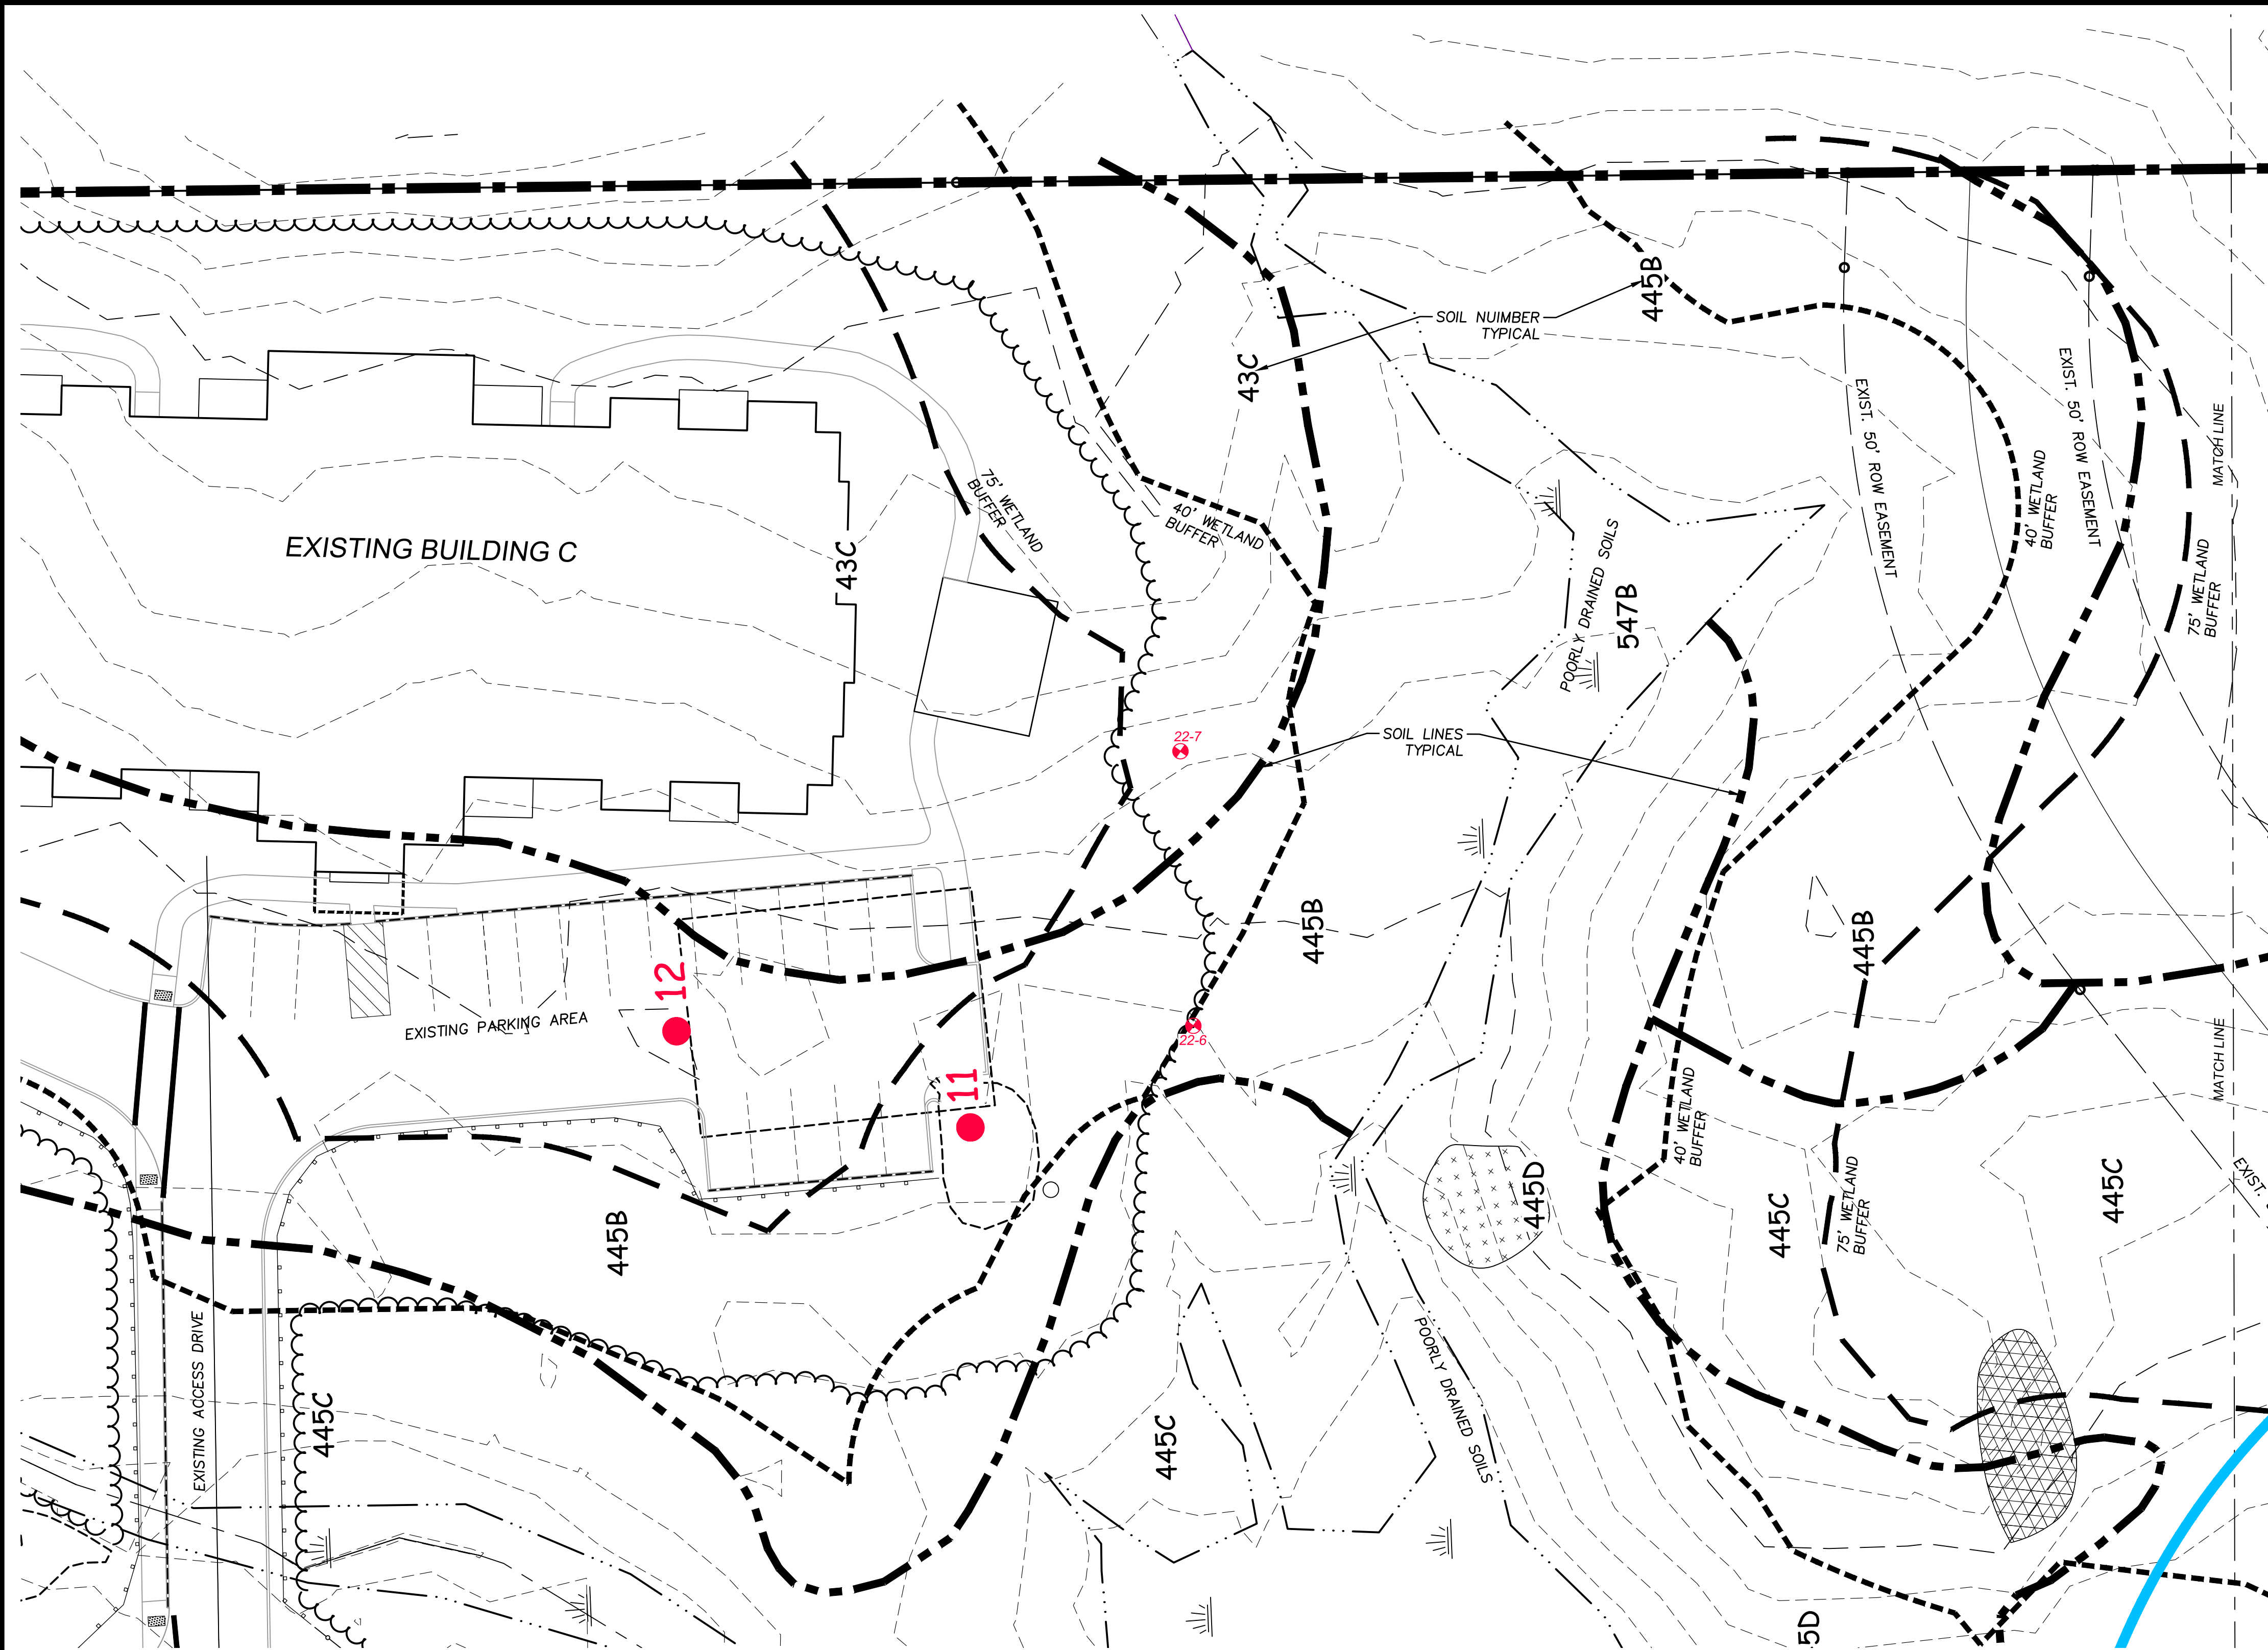 445B
SOIL NUIMBER
TYPICAL
43C
EXIST. 50' ROW EASEMENT
EXIST. 50' ROW EASEMENT
MATCH LINE
40' WETLAND
BUFFER
75' WETLAND
BUFFER
75' WETLAND
BUFFER
40' WETLAND
BUFFER
EXISTING BUILDING C
43C
POORLY DRAINED SOILS
547B
22-7
SOIL LINES
TYPICAL
445B
445B
12
EXISTING PARKING AREA
22-6
11
MATCH LINE
40' WETLAND
BUFFER
75' WETLAND
BUFFER
445B
445D
445C
445C
EXIST.
EXISTING ACCESS DRIVE
445C
POORLY DRAINED SOILS
445C
5D